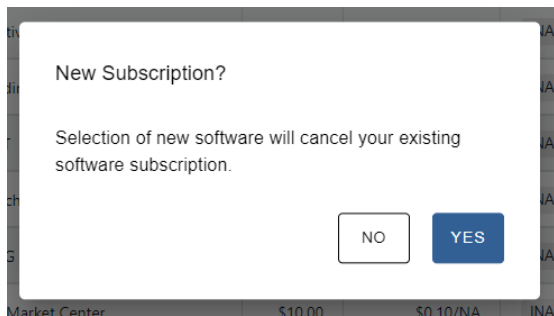 New Subscription?
Selection of new software will cancel your existing
software subscription.
NO YES
Market Center $10.00 $0.10/NA